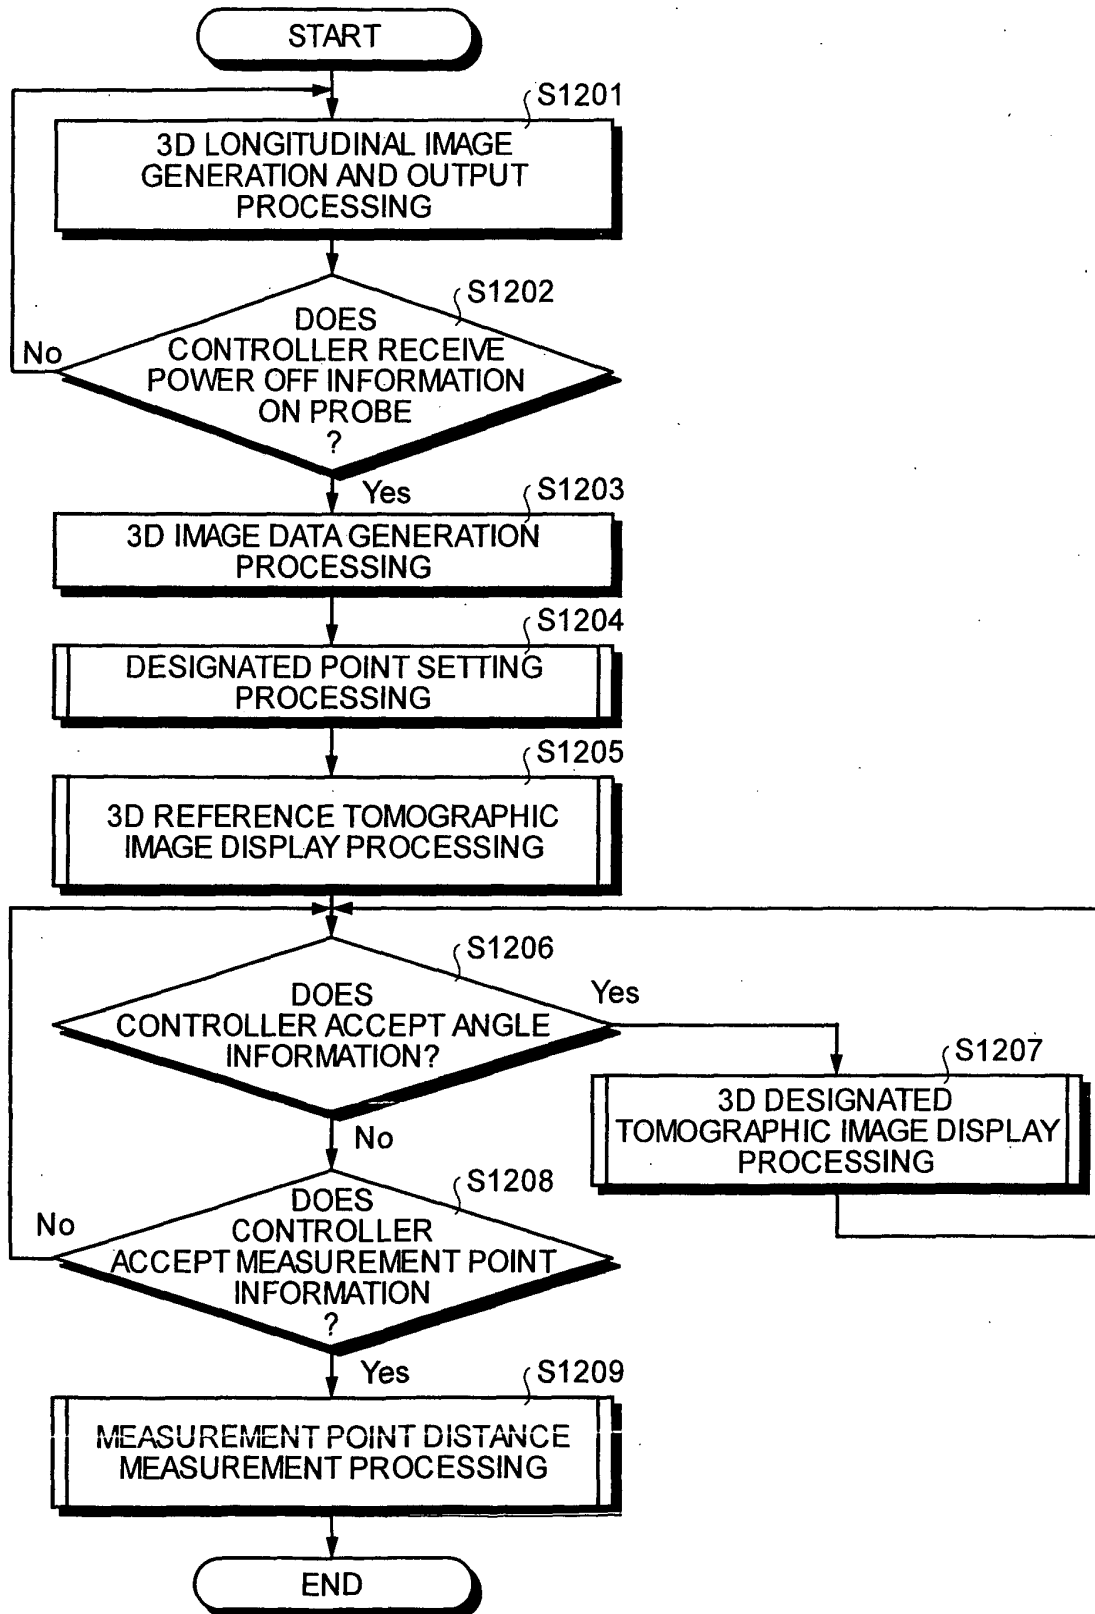 START
S1201
3D LONGITUDINAL IMAGE
GENERATION AND OUTPUT
PROCESSING
S1202
DOES
CONTROLLER RECEIVE
POWER OFF INFORMATION
ON PROBE
?
No
Yes
S1203
3D IMAGE DATA GENERATION
PROCESSING
S1204
DESIGNATED POINT SETTING
PROCESSING
S1205
3D REFERENCE TOMOGRAPHIC
IMAGE DISPLAY PROCESSING
S1206
DOES
CONTROLLER ACCEPT ANGLE
INFORMATION?
Yes
S1207
3D DESIGNATED
TOMOGRAPHIC IMAGE DISPLAY
PROCESSING
No
S1208
DOES
CONTROLLER
ACCEPT MEASUREMENT POINT
INFORMATION
?
No
Yes
S1209
MEASUREMENT POINT DISTANCE
MEASUREMENT PROCESSING
END